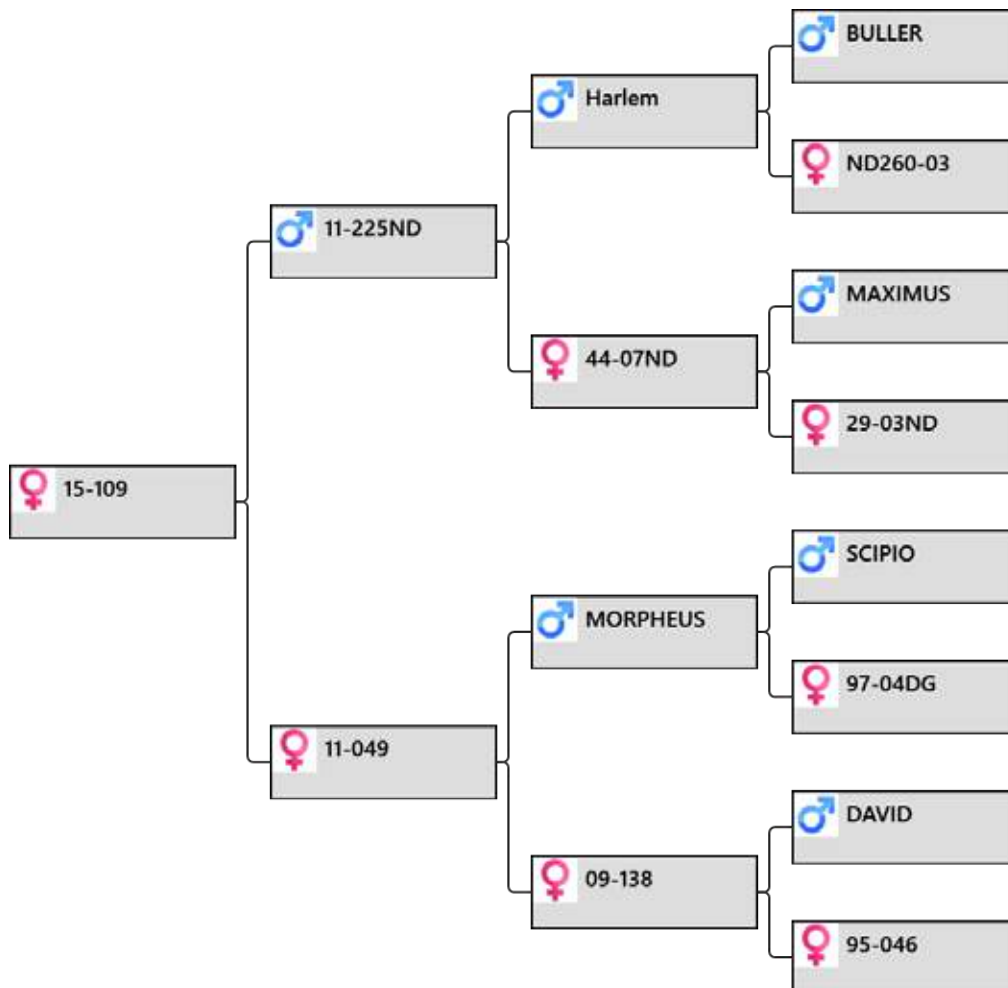 BULLER
Harlem
ND260-03
11-225ND
MAXIMUS
44-07ND
29-03ND
15-109
SCIPIO
MORPHEUS
97-04DG
11-049
DAVID
09-138
95-046